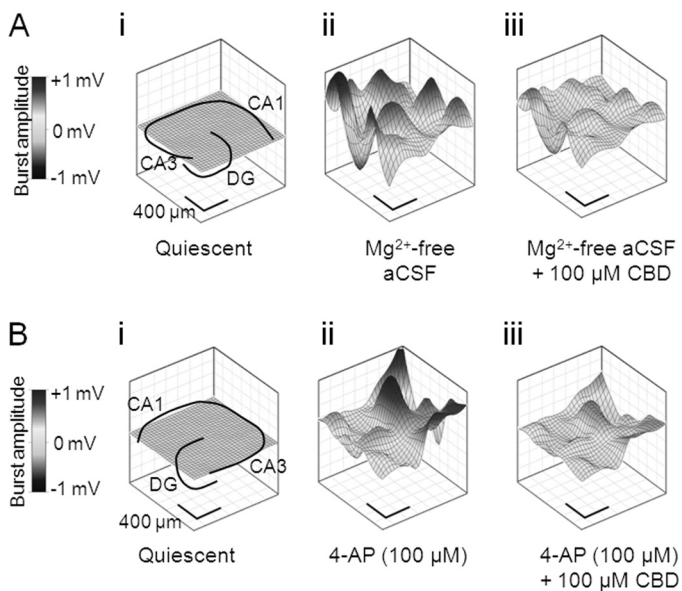 A
i
ii
iii
Burst amplitude
+1 mV
0 mV
-1 mV
CA1
CA3
DG
400 µm
Quiescent
Mg²⁺-free
aCSF
Mg²⁺-free aCSF
+ 100 µM CBD
B
i
ii
iii
Burst amplitude
+1 mV
0 mV
-1 mV
CA1
CA3
DG
400 µm
Quiescent
4-AP (100 µM)
4-AP (100 µM)
+ 100 µM CBD